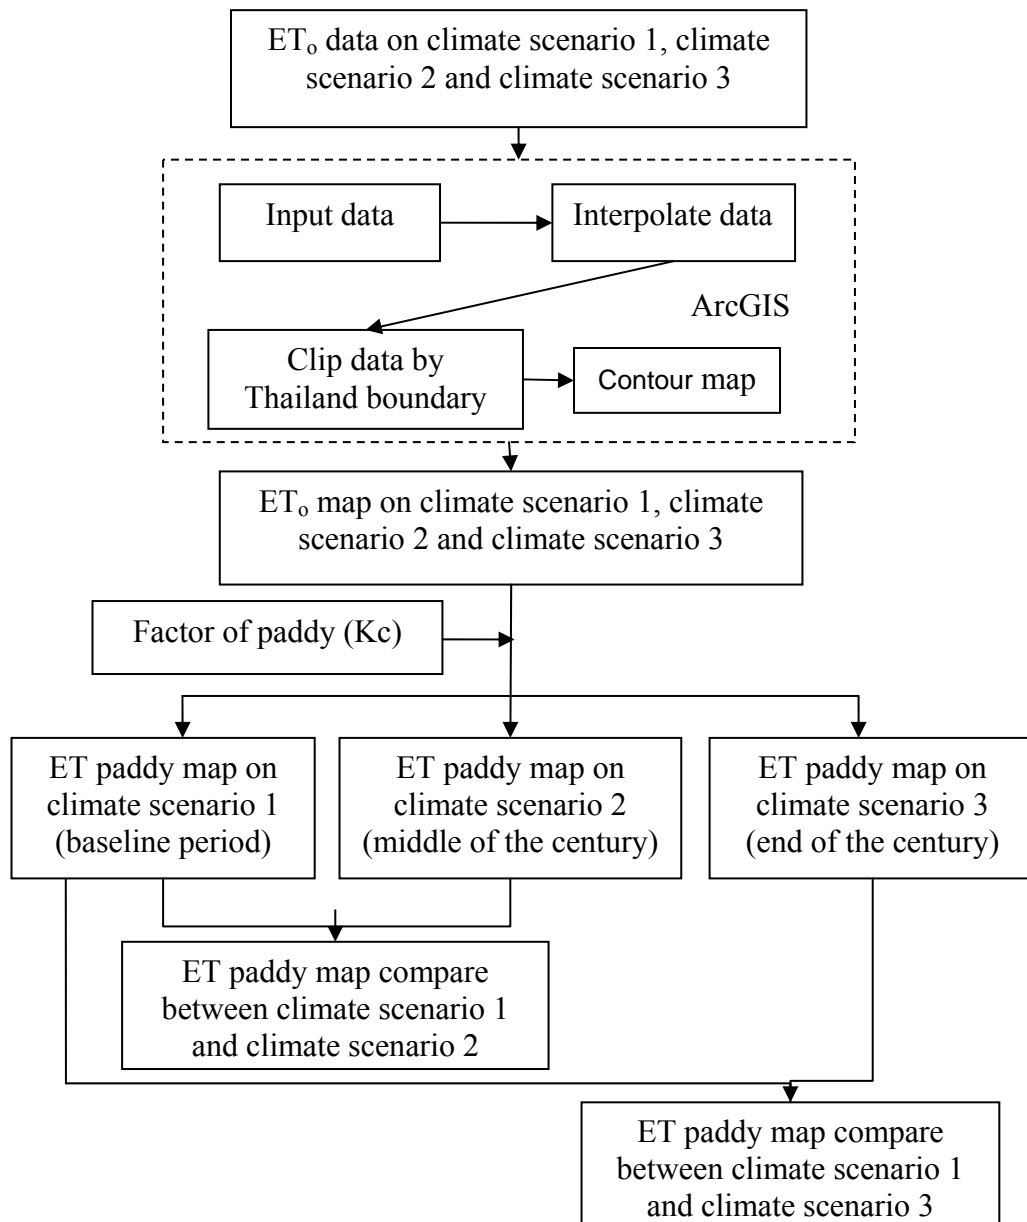 ETo data on climate scenario 1, climate
scenario 2 and climate scenario 3
Input data
Interpolate data
ArcGIS
Clip data by
Thailand boundary
Contour map
ETo map on climate scenario 1, climate
scenario 2 and climate scenario 3
Factor of paddy (Kc)
ET paddy map on
climate scenario 1
(baseline period)
ET paddy map on
climate scenario 2
(middle of the century)
ET paddy map on
climate scenario 3
(end of the century)
ET paddy map compare
between climate scenario 1
and climate scenario 2
ET paddy map compare
between climate scenario 1
and climate scenario 3